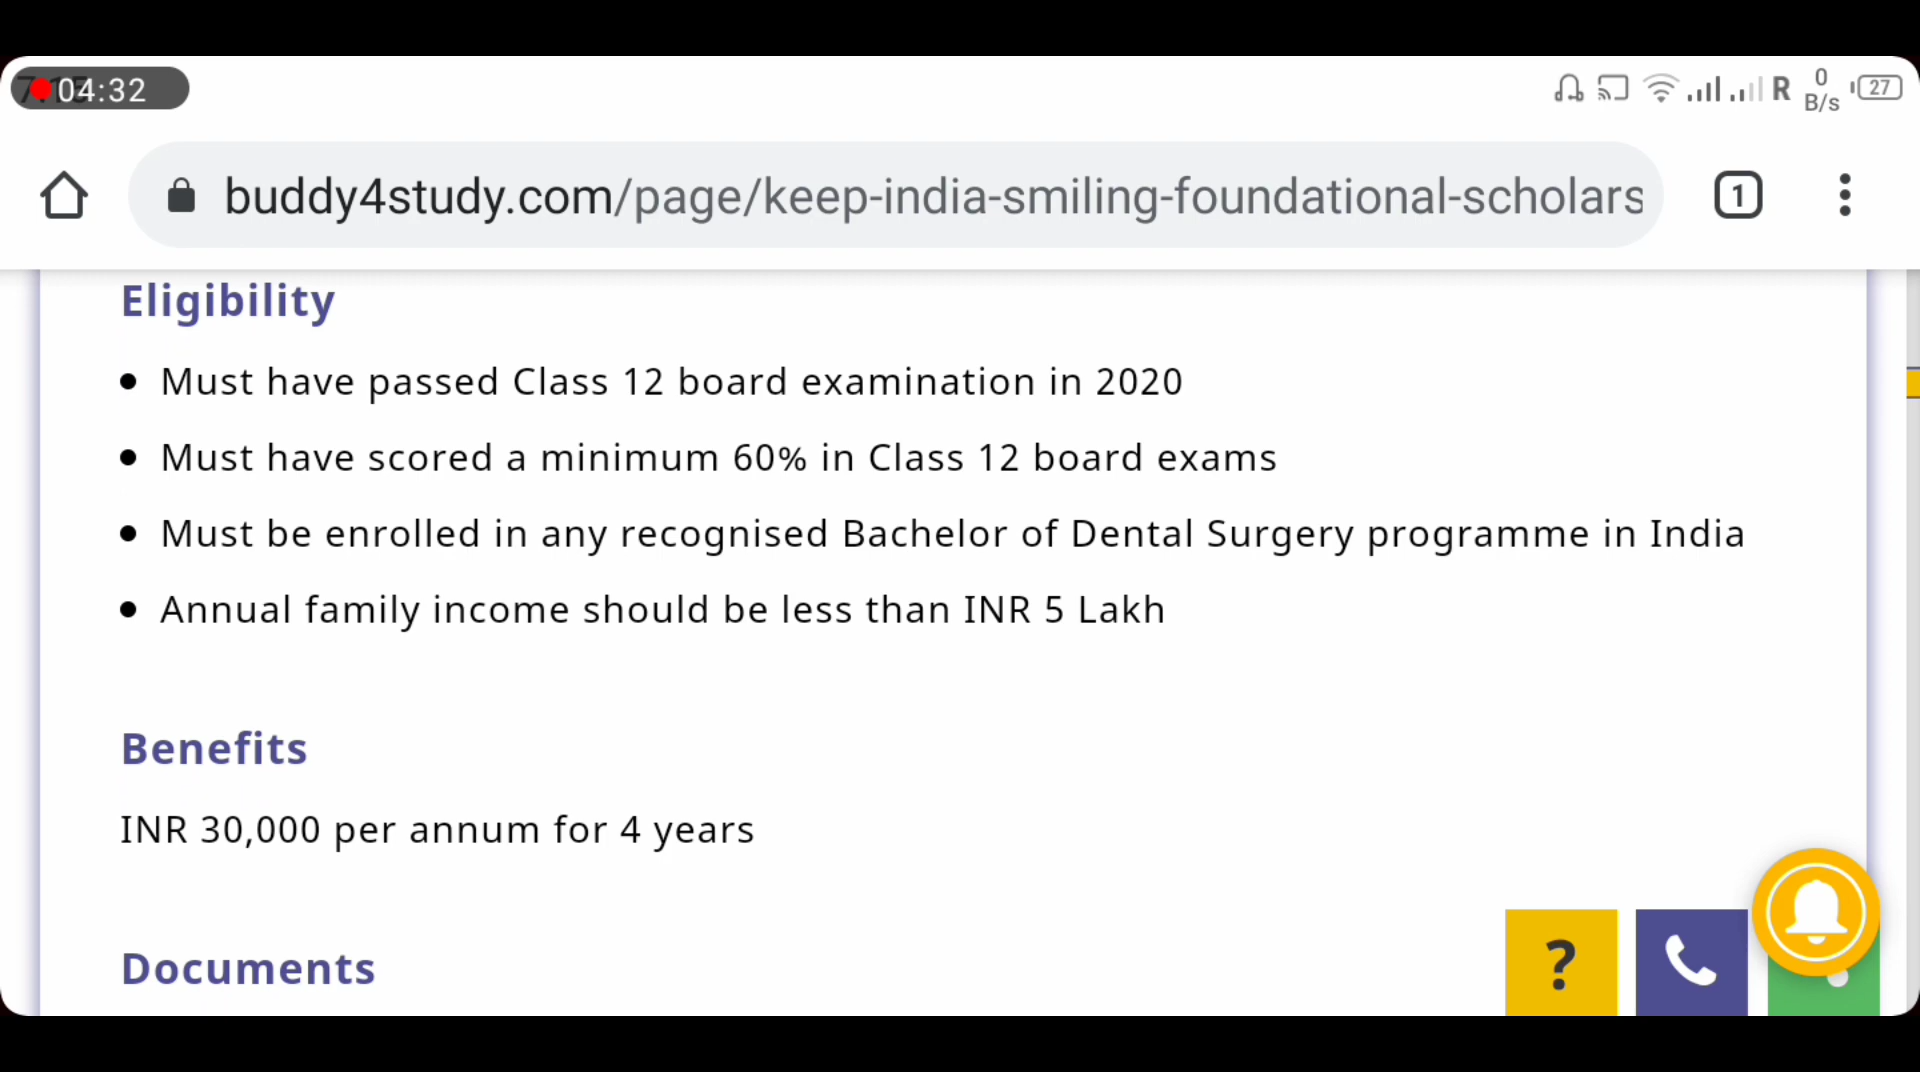 04:32
R
0
B/s
27
buddy4study.com/page/keep-india-smiling-foundational-scholars
1
Eligibility
Must have passed Class 12 board examination in 2020
Must have scored a minimum 60% in Class 12 board exams
Must be enrolled in any recognised Bachelor of Dental Surgery programme in India
Annual family income should be less than INR 5 Lakh
Benefits
INR 30,000 per annum for 4 years
Documents
?